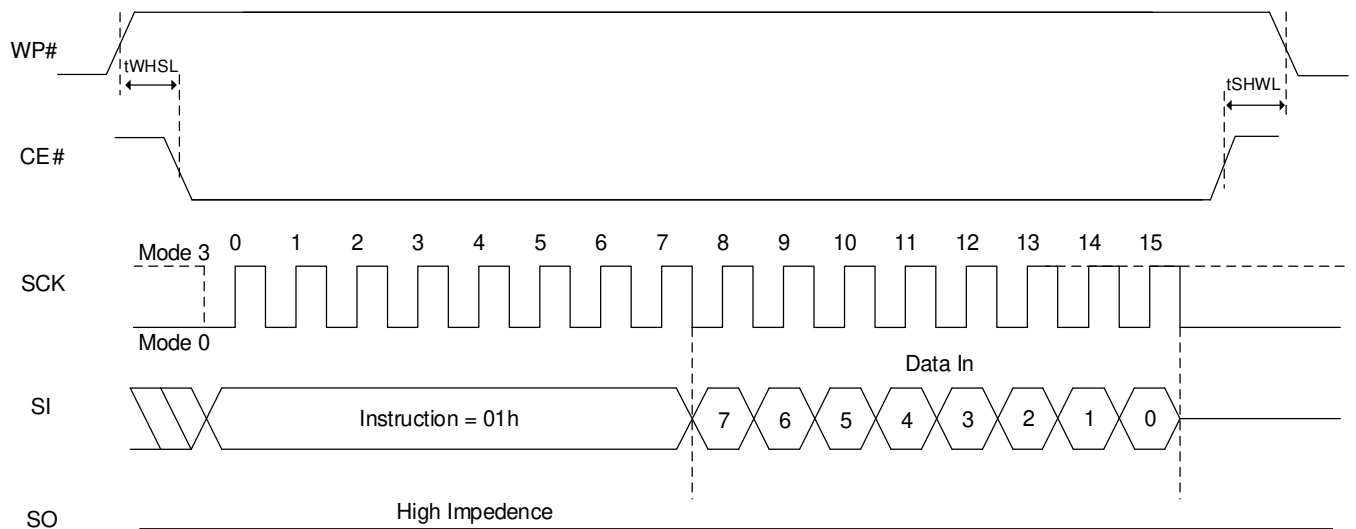 WP#
tWHSL
tSHWL
CE#
0 1 2 3 4 5 6 7 8 9 10 11 12 13 14 15
Mode 3
SCK
Mode 0
Data In
SI
Instruction = 01h
7 6 5 4 3 2 1 0
High Impedence
SO